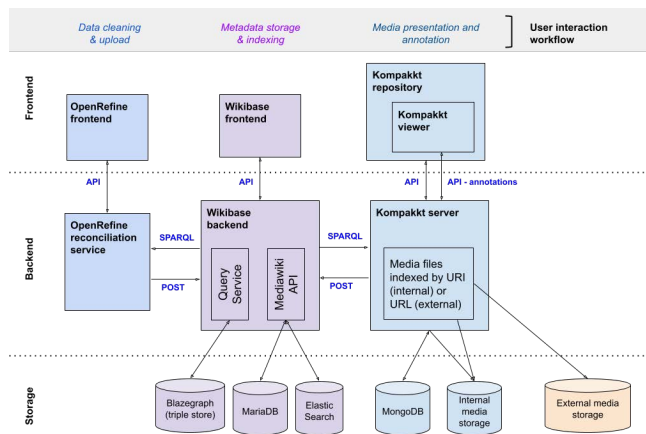 Data cleaning
& upload
Metadata storage
& indexing
Media presentation and
annotation
User interaction
workflow
Frontend
OpenRefine
frontend
Wikibase
frontend
Kompakkt
repository
Kompakkt
viewer
API
API
API
API - annotations
Backend
OpenRefine
reconciliation
service
SPARQL
POST
Wikibase
backend
Query
Service
Mediawiki
API
SPARQL
POST
Kompakkt server
Media files
indexed by URI
(internal) or
URL (external)
Storage
Blazegraph
(triple store)
MariaDB
Elastic
Search
MongoDB
Internal
media
storage
External media
storage